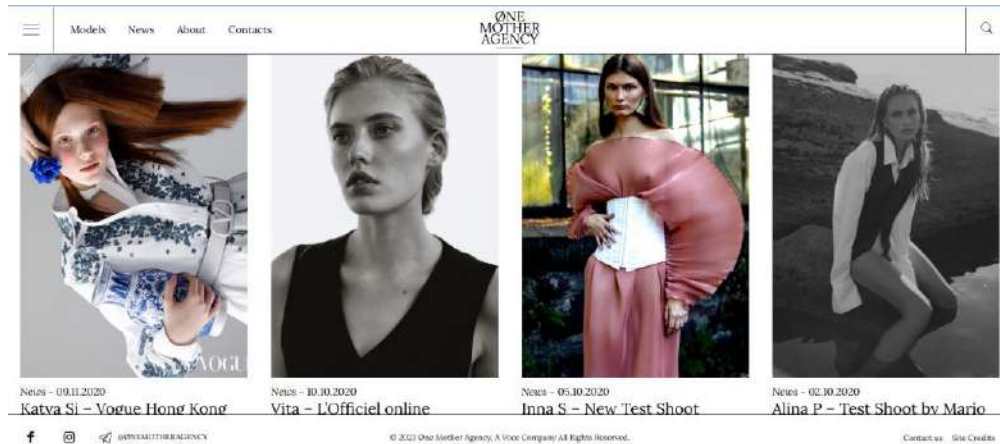 Models News About Contacts
ØNE
MOTHER
AGENCY
VOGUE
News – 09.11.2020
Katya Si – Vogue Hong Kong
News – 10.10.2020
Vita – L'Officiel online
News – 05.10.2020
Inna S – New Test Shoot
News – 02.10.2020
Alina P – Test Shoot by Mario
@ØNEMOTHERAGENCY
© 2021 Øne Mother Agency, A Voce Company All Rights Reserved.
Contact us Site Credits